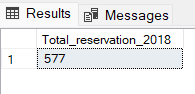 Results Messages
Total_reservation_2018
1 577